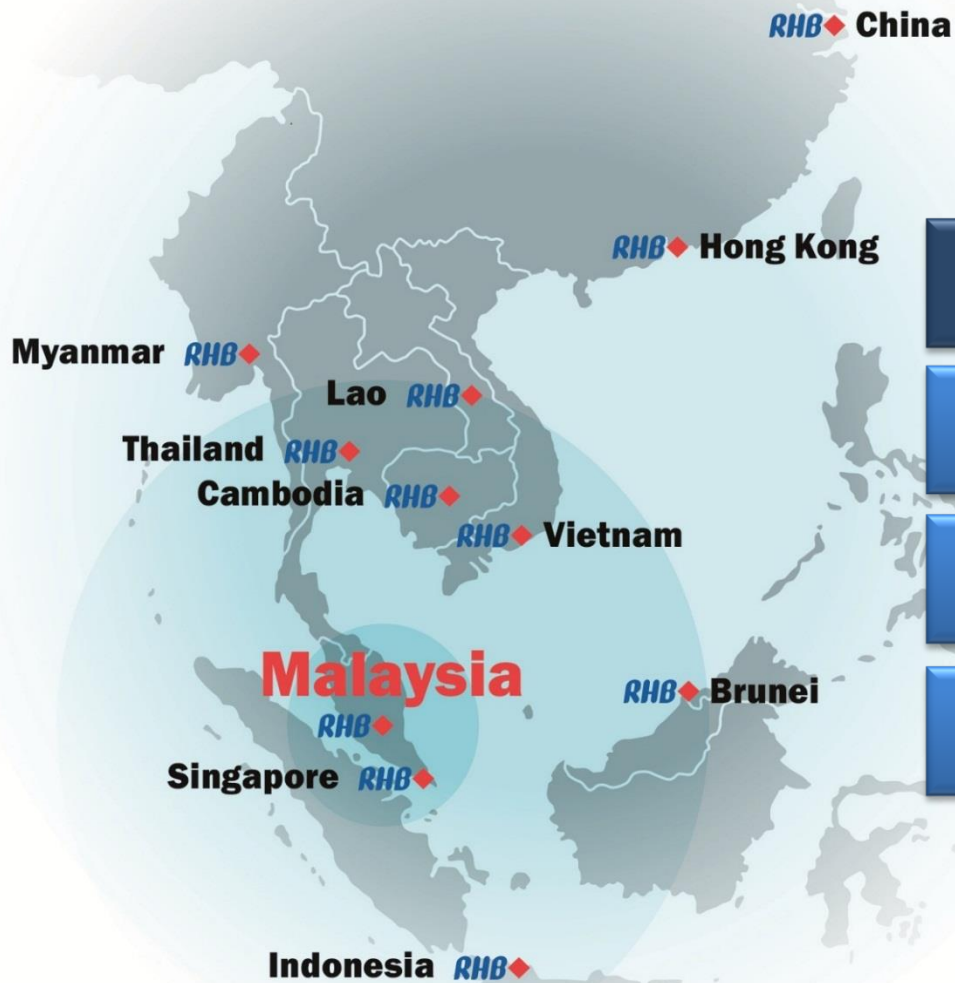 RHB China
RHB Hong Kong
Myanmar RHB
Lao RHB
Thailand RHB
Cambodia RHB
RHB Vietnam
Malaysia
RHB
RHB Brunei
Singapore RHB
Indonesia RHB